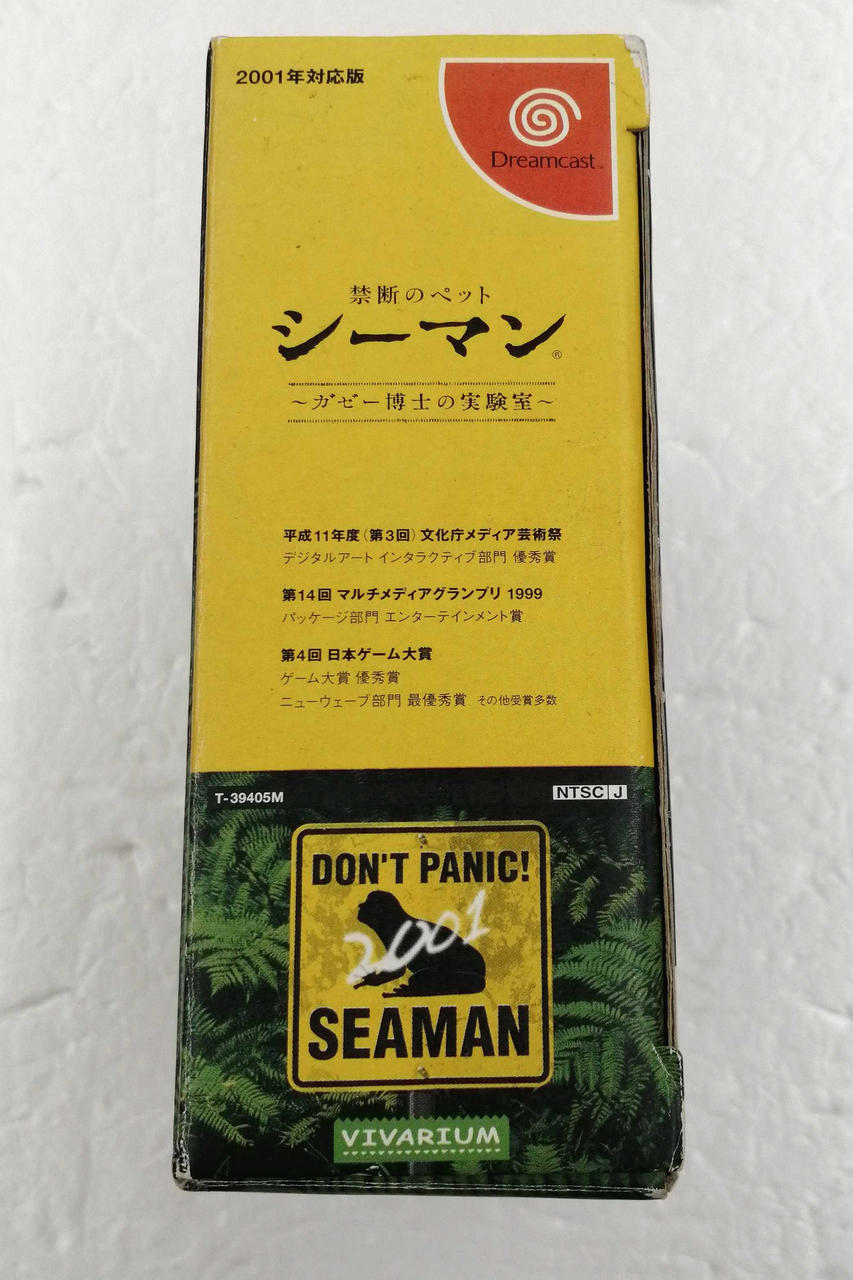 2001年対応版
Dreamcast™
禁断のペット
シーマン®
～ガゼー博士の実験室～
平成11年度(第3回)文化庁メディア芸術祭
デジタルアート インタラクティブ部門 優秀賞
第14回 マルチメディアグランプリ 1999
パッケージ部門 エンターテインメント賞
第4回 日本ゲーム大賞
ゲーム大賞 優秀賞
ニューウェーブ部門 最優秀賞 その他受賞多数
T-39405M
NTSC J
DON'T PANIC!
2001
SEAMAN
VIVARIUM